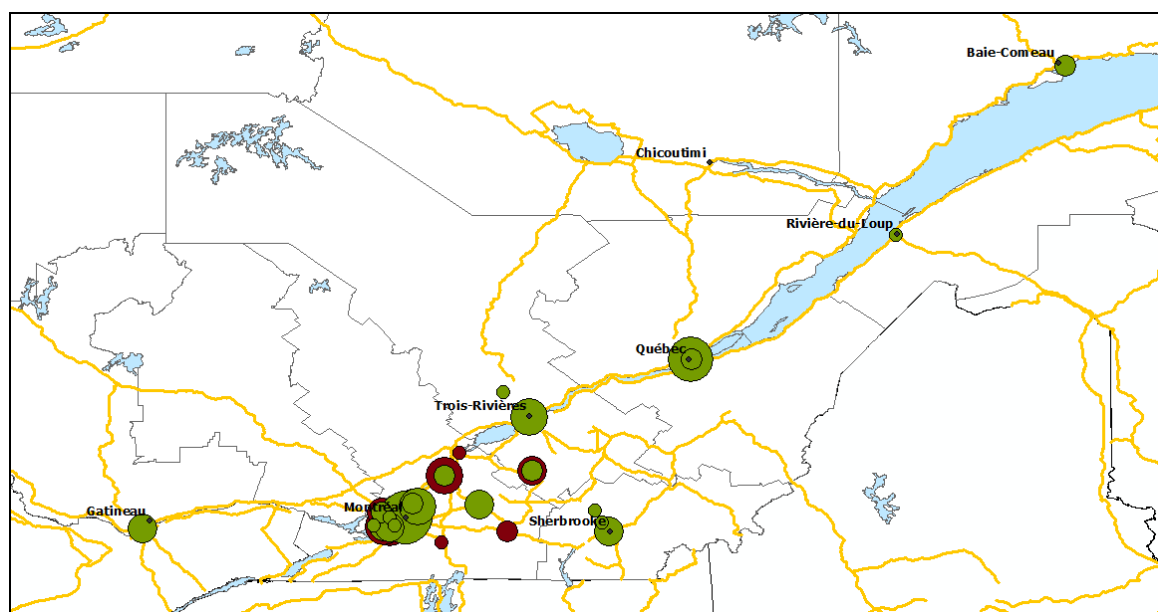 Baie-Comeau
Chicoutimi
Rivière-du-Loup
Québec
Trois-Rivières
Montréal
Gatineau
Sherbrooke